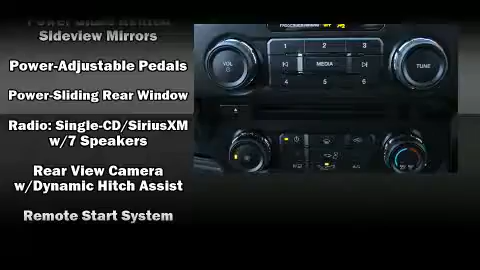 Sideview Mirrors
Power-Adjustable Pedals
Power-Sliding Rear Window
Radio: Single-CD/SiriusXM
w/7 Speakers
Rear View Camera
w/Dynamic Hitch Assist
Remote Start System
1 2 3
VOL
MEDIA
TUNE
4 5 6